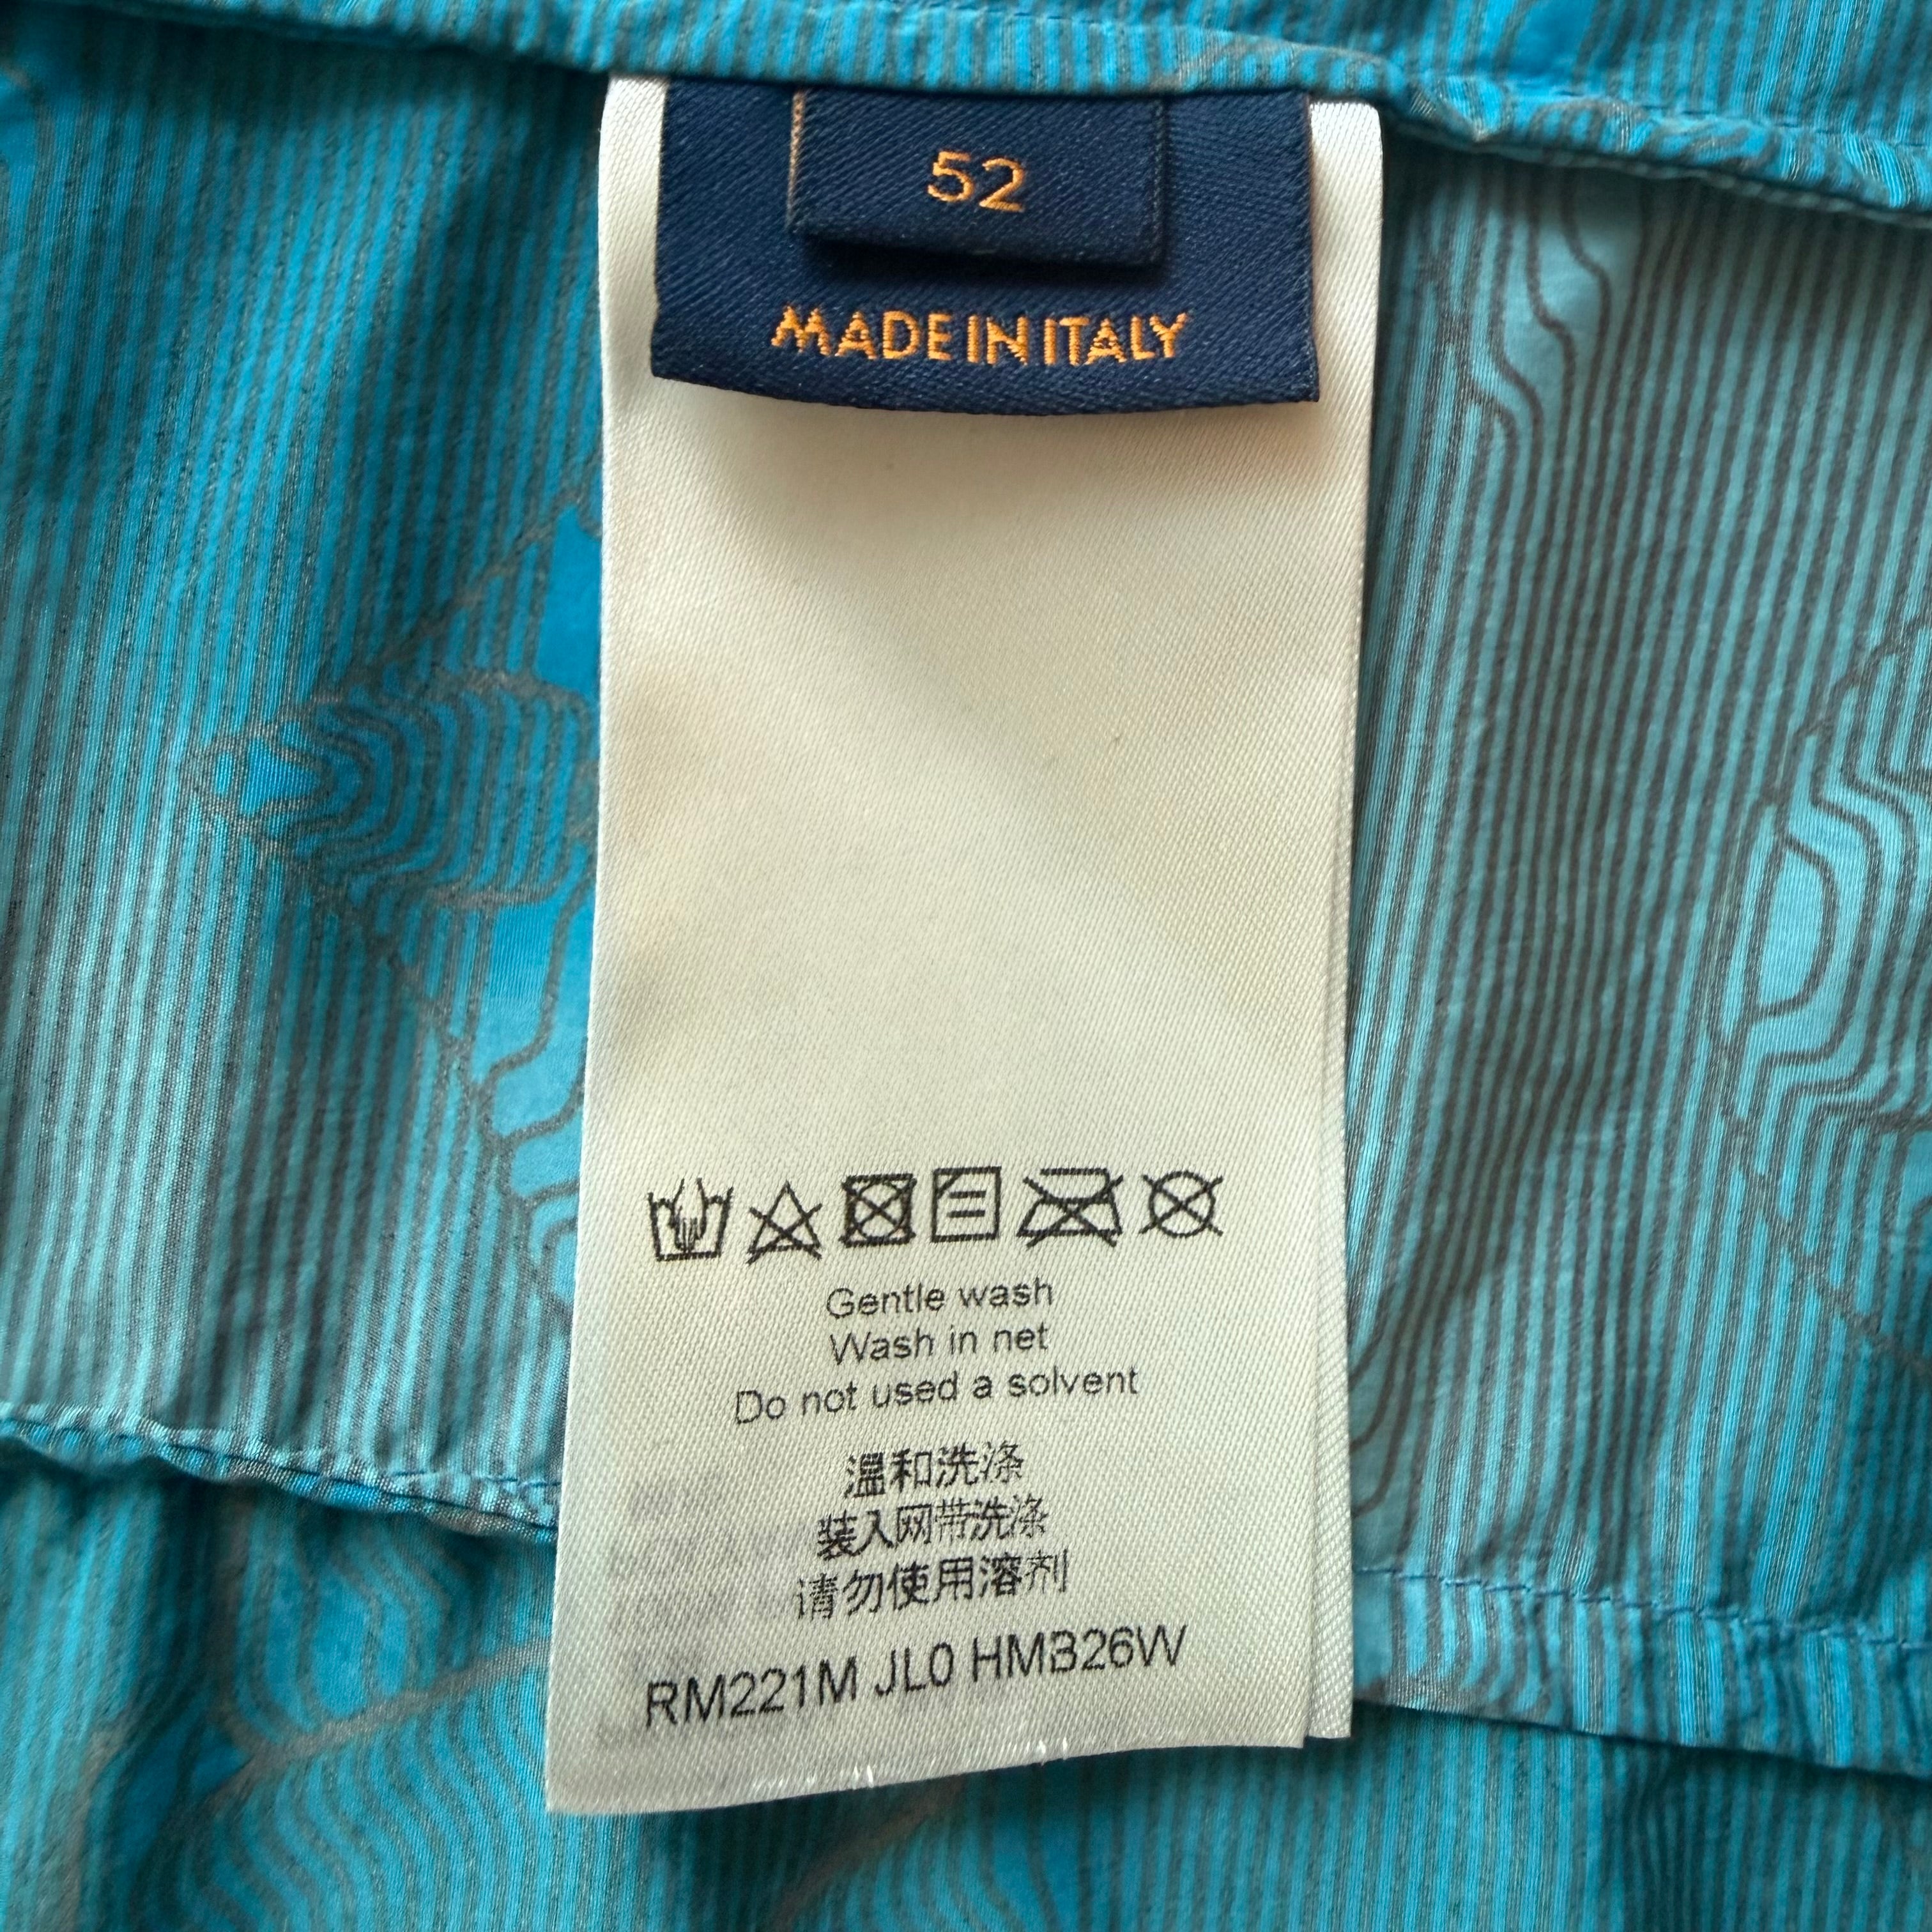 52
MADE IN ITALY
Gentle wash
Wash in net
Do not used a solvent
温和洗涤
装入网带洗涤
请勿使用溶剂
RM221M JL0 HMB26W